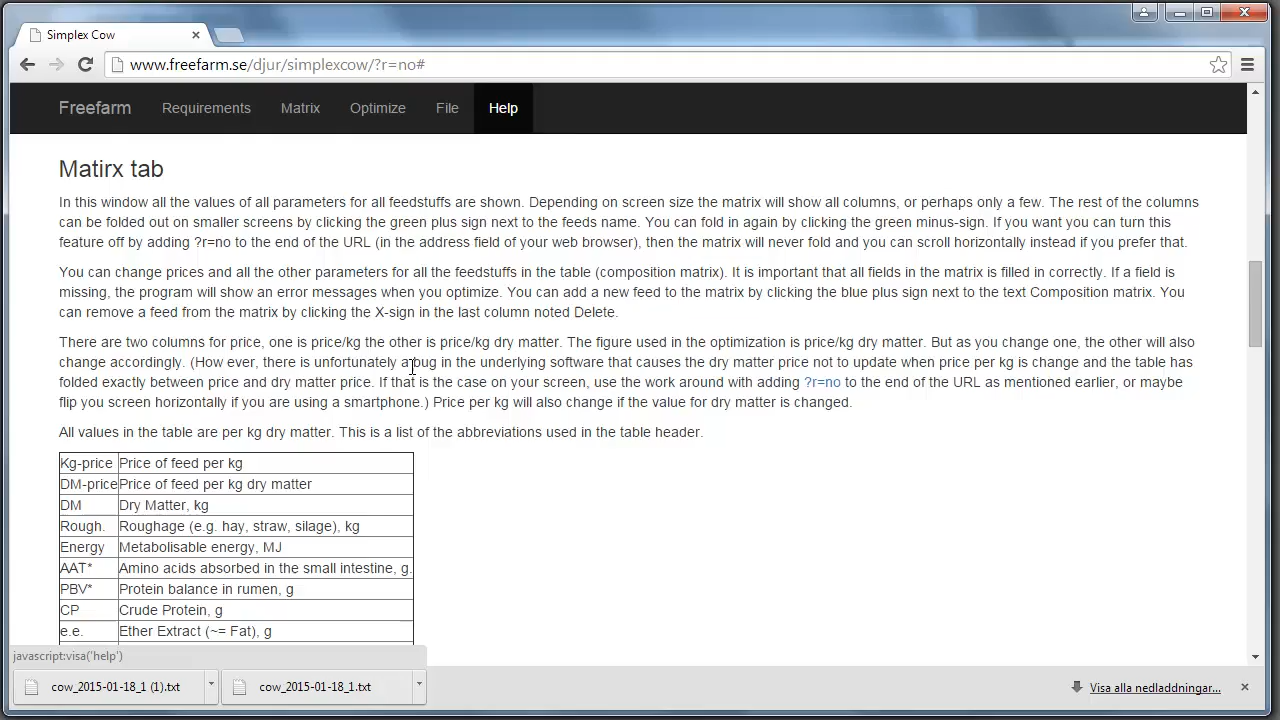 Simplex Cow
www.freefarm.se/djur/simplexcow/?r=no#
Freefarm Requirements Matrix Optimize File Help
Matirx tab
In this window all the values of all parameters for all feedstuffs are shown. Depending on screen size the matrix will show all columns, or perhaps only a few. The rest of the columns
can be folded out on smaller screens by clicking the green plus sign next to the feeds name. You can fold in again by clicking the green minus-sign. If you want you can turn this
feature off by adding ?r=no to the end of the URL (in the address field of your web browser), then the matrix will never fold and you can scroll horizontally instead if you prefer that.
You can change prices and all the other parameters for all the feedstuffs in the table (composition matrix). It is important that all fields in the matrix is filled in correctly. If a field is
missing, the program will show an error messages when you optimize. You can add a new feed to the matrix by clicking the blue plus sign next to the text Composition matrix. You
can remove a feed from the matrix by clicking the X-sign in the last column noted Delete.
There are two columns for price, one is price/kg the other is price/kg dry matter. The figure used in the optimization is price/kg dry matter. But as you change one, the other will also
change accordingly. (How ever, there is unfortunately a bug in the underlying software that causes the dry matter price not to update when price per kg is change and the table has
folded exactly between price and dry matter price. If that is the case on your screen, use the work around with adding ?r=no to the end of the URL as mentioned earlier, or maybe
flip you screen horizontally if you are using a smartphone.) Price per kg will also change if the value for dry matter is changed.
All values in the table are per kg dry matter. This is a list of the abbreviations used in the table header.
Kg-price Price of feed per kg
DM-price Price of feed per kg dry matter
DM Dry Matter, kg
Rough. Roughage (e.g. hay, straw, silage), kg
Energy Metabolisable energy, MJ
AAT* Amino acids absorbed in the small intestine, g.
PBV* Protein balance in rumen, g
CP Crude Protein, g
e.e. Ether Extract (~= Fat), g
javascript:visa('help')
cow_2015-01-18_1 (1).txt cow_2015-01-18_1.txt Visa alla nedladdningar...